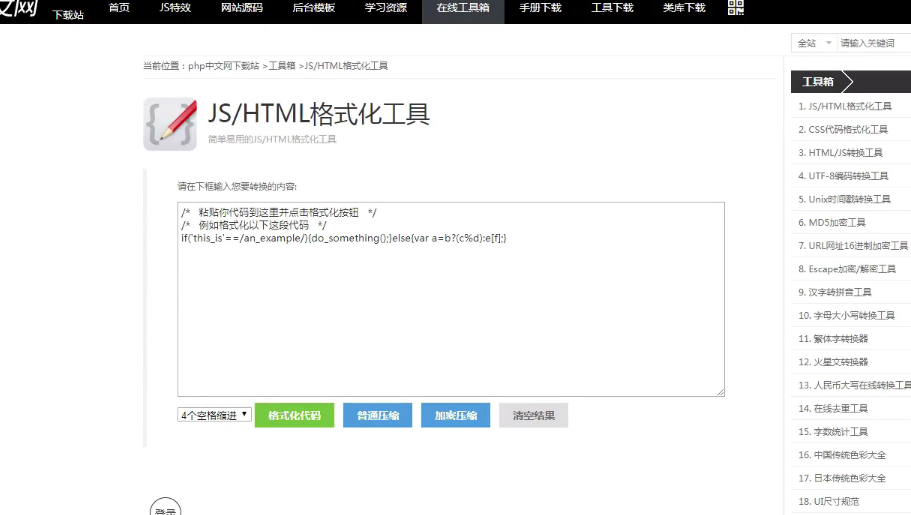 文网
下载站
首页
JS特效
网站源码
后台模板
学习资源
在线工具箱
手册下载
工具下载
类库下载
全站
请输入关键词
当前位置：php中文网下载站 >工具箱 >JS/HTML格式化工具
JS/HTML格式化工具
简单易用的JS/HTML格式化工具
请在下框输入您要转换的内容:
/* 粘贴你代码到这里并点击格式化按钮 */
/* 例如格式化以下这段代码 */
if('this_is'==/an_example/){do_something();}else{var a=b?(c%d):e[f];}
4个空格缩进
格式化代码
普通压缩
加密压缩
清空结果
登录
工具箱
1. JS/HTML格式化工具
2. CSS代码格式化工具
3. HTML/JS转换工具
4. UTF-8编码转换工具
5. Unix时间戳转换工具
6. MD5加密工具
7. URL网址16进制加密工具
8. Escape加密/解密工具
9. 汉字转拼音工具
10. 字母大小写转换工具
11. 繁体字转换器
12. 火星文转换器
13. 人民币大写在线转换工具
14. 在线去重工具
15. 字数统计工具
16. 中国传统色彩大全
17. 日本传统色彩大全
18. UI尺寸规范